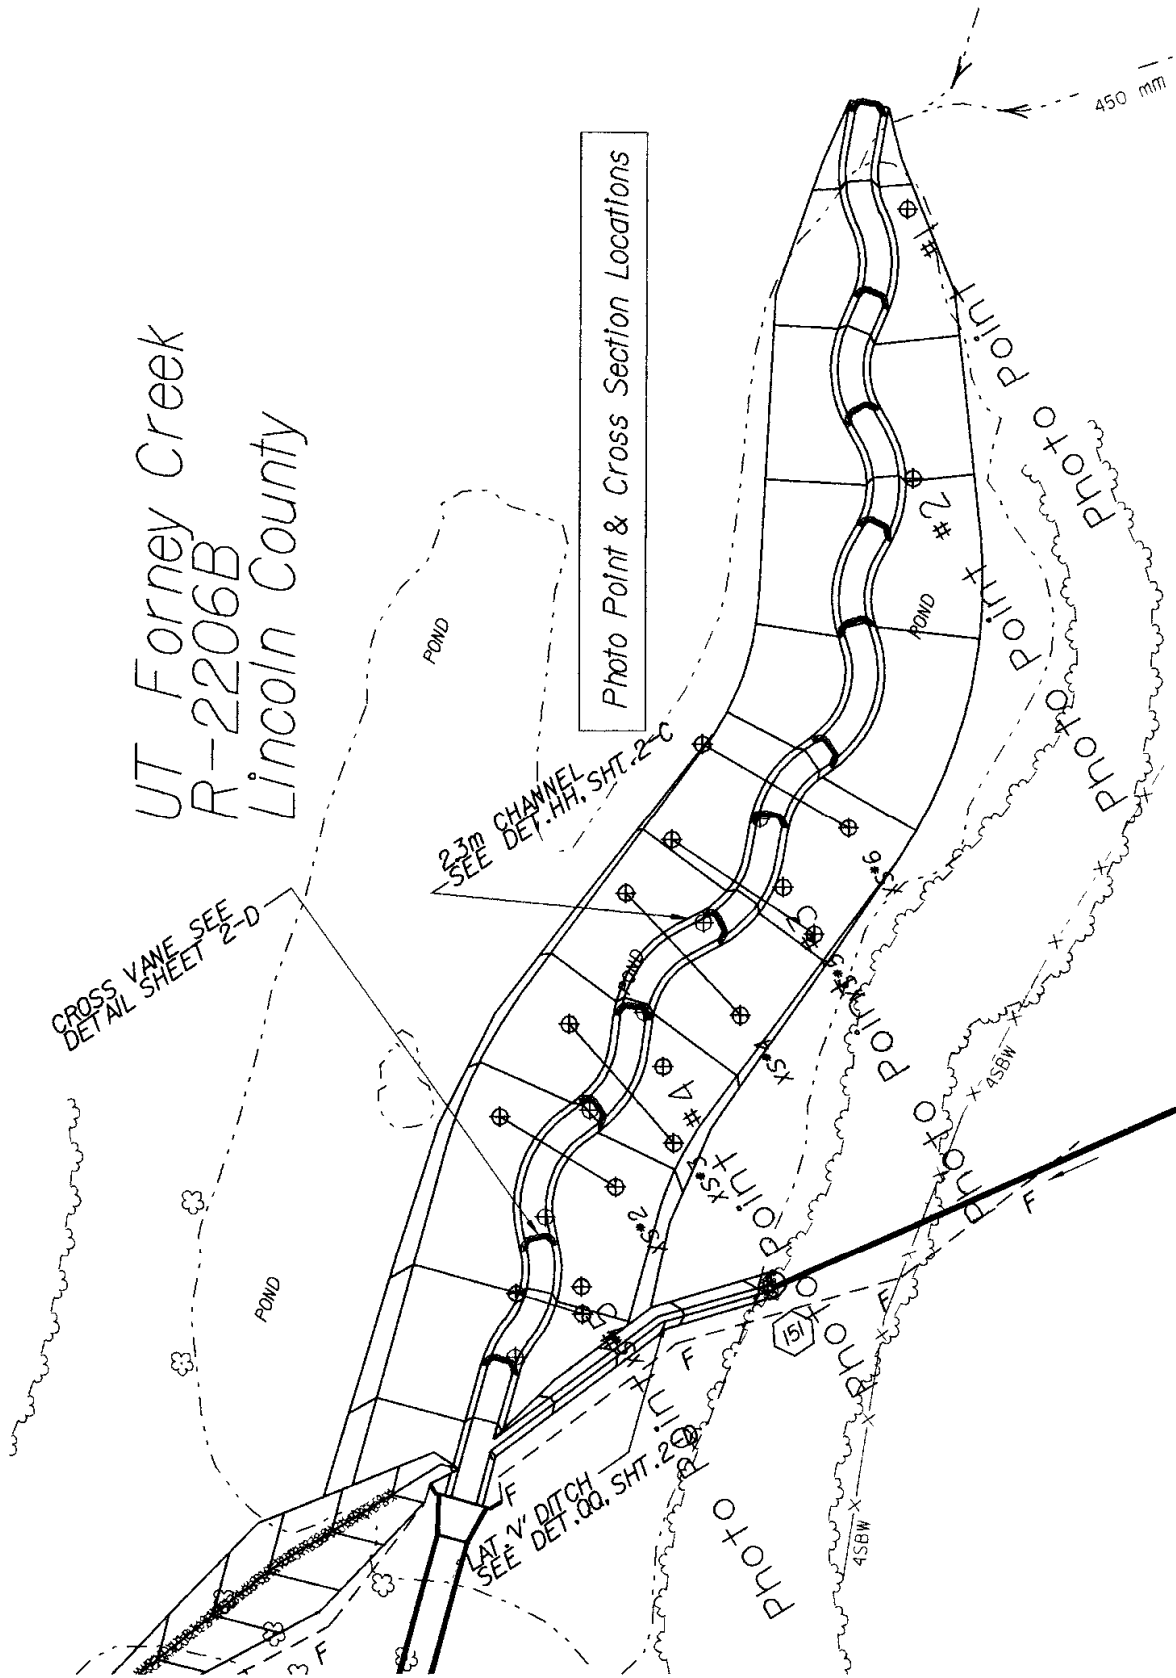 UT Forney Creek
R-2206B
Lincoln County
Photo Point & Cross Section Locations
450 mm
CROSS VANE SEE
DETAIL SHEET 2-D
2.3m CHANNEL
SEE DET.HH, SHT.2-C
LAT.'V' DITCH
SEE DET.QQ, SHT.2-D
POND
POND
POND
POND
Photo Point #1
Photo Point #2
Photo Point
Photo Point #4
Photo Point
XS#6
XS#5
XS#4
XS#3
XS#2
151
4SBW
4SBW
F
F
F
F
F